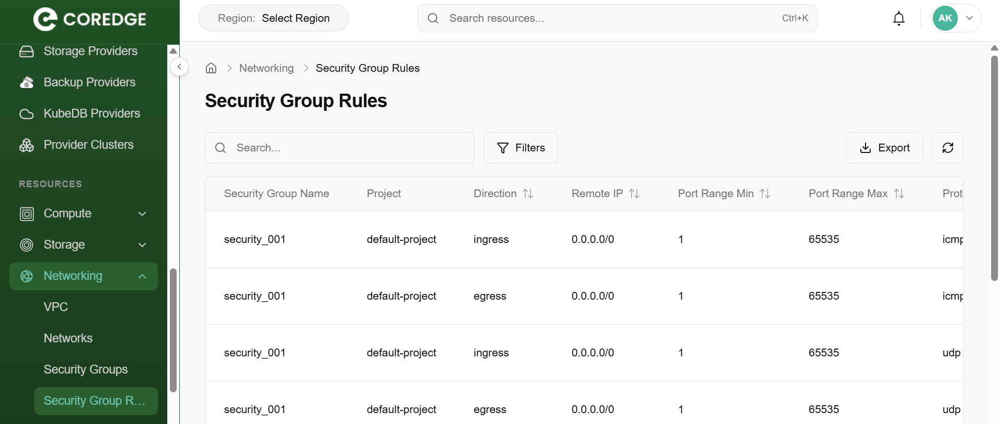 COREDGE
Region: Select Region
Search resources...
Ctrl+K
AK
Storage Providers
Backup Providers
KubeDB Providers
Provider Clusters
RESOURCES
Compute
Storage
Networking
VPC
Networks
Security Groups
Security Group R...
Networking
Security Group Rules
Security Group Rules
Search...
Filters
Export
Security Group Name Project Direction Remote IP Port Range Min Port Range Max Prot
security_001 default-project ingress 0.0.0.0/0 1 65535 icmp
security_001 default-project egress 0.0.0.0/0 1 65535 icmp
security_001 default-project ingress 0.0.0.0/0 1 65535 udp
security_001 default-project egress 0.0.0.0/0 1 65535 udp